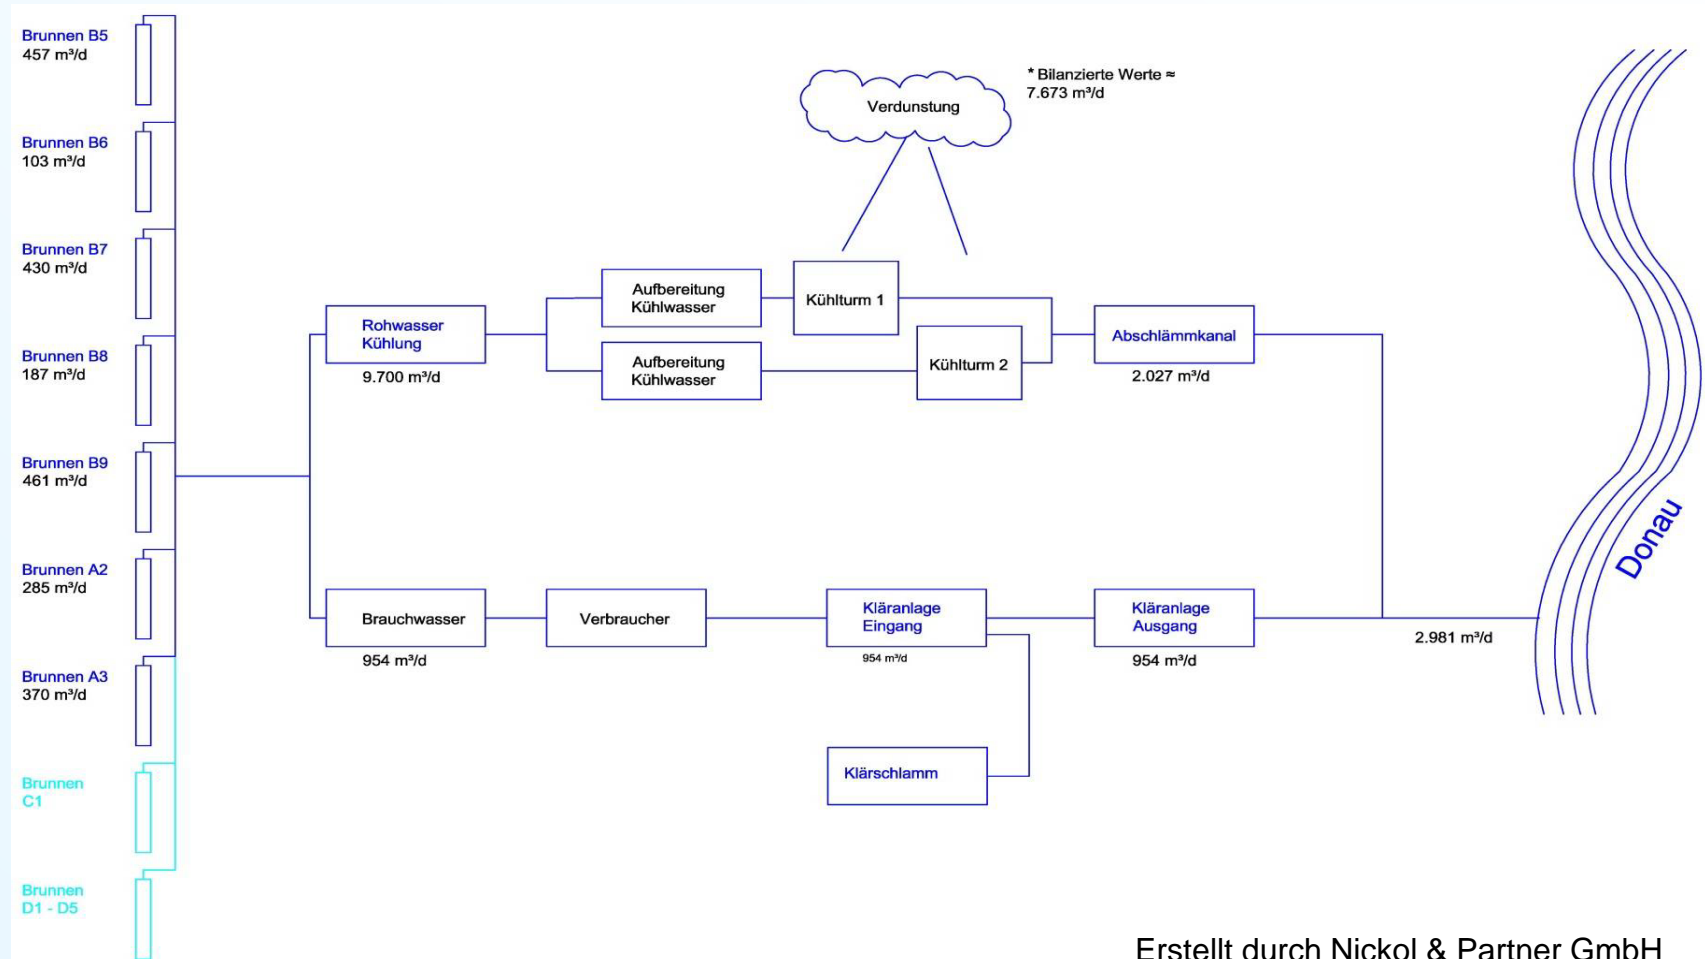 Brunnen B5
457 m³/d
Brunnen B6
103 m³/d
Brunnen B7
430 m³/d
Brunnen B8
187 m³/d
Brunnen B9
461 m³/d
Brunnen A2
285 m³/d
Brunnen A3
370 m³/d
Brunnen
C1
Brunnen
D1 - D5
Verdunstung
* Bilanzierte Werte ≈
7.673 m³/d
Rohwasser
Kühlung
9.700 m³/d
Aufbereitung
Kühlwasser
Aufbereitung
Kühlwasser
Kühlturm 1
Kühlturm 2
Abschlämmkanal
2.027 m³/d
Brauchwasser
954 m³/d
Verbraucher
Kläranlage
Eingang
954 m³/d
Kläranlage
Ausgang
954 m³/d
2.981 m³/d
Klärschlamm
Donau
Erstellt durch Nickol & Partner GmbH